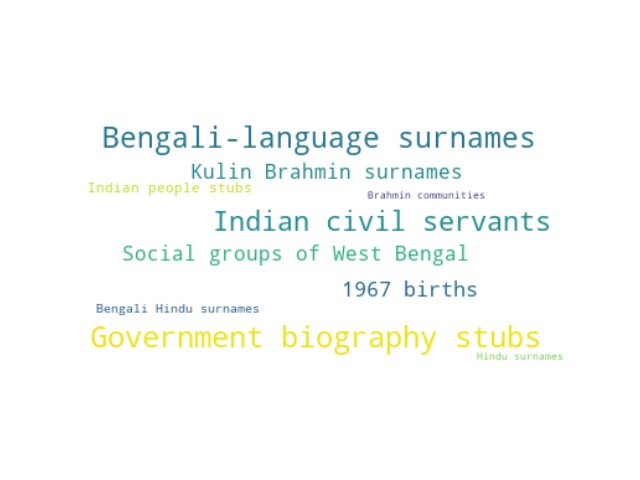 Bengali-language surnames
Kulin Brahmin surnames
Indian people stubs
Brahmin communities
Indian civil servants
Social groups of West Bengal
1967 births
Bengali Hindu surnames
Government biography stubs
Hindu surnames